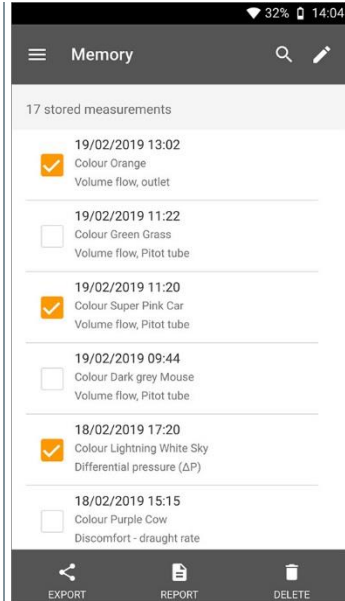 32% 14:04
Memory
17 stored measurements
19/02/2019 13:02
Colour Orange
Volume flow, outlet
19/02/2019 11:22
Colour Green Grass
Volume flow, Pitot tube
19/02/2019 11:20
Colour Super Pink Car
Volume flow, Pitot tube
19/02/2019 09:44
Colour Dark grey Mouse
Volume flow, Pitot tube
18/02/2019 17:20
Colour Lightning White Sky
Differential pressure (ΔP)
18/02/2019 15:15
Colour Purple Cow
Discomfort - draught rate
EXPORT REPORT DELETE